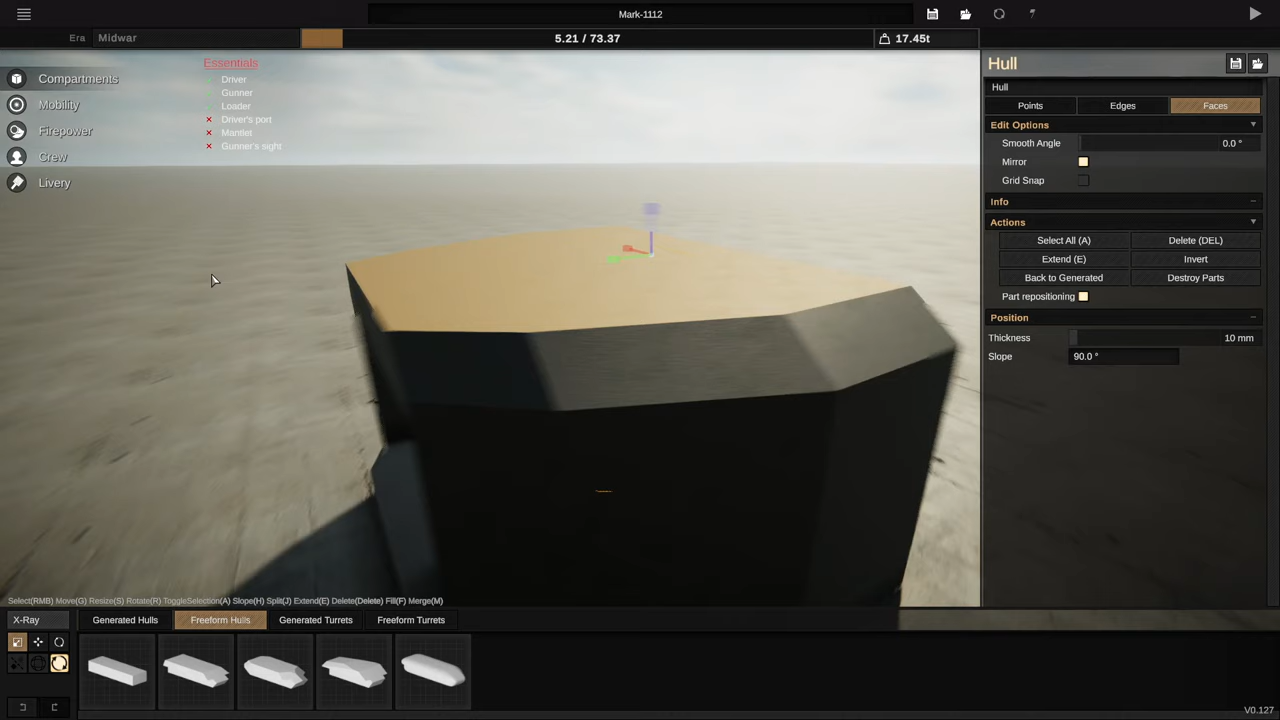 Mark-1112
Era Midwar
5.21 / 73.37
17.45t
Compartments
Mobility
Firepower
Crew
Livery
Essentials
Driver
Gunner
Loader
Driver's port
Mantlet
Gunner's sight
Hull
Hull
Points Edges Faces
Edit Options
Smooth Angle 0.0 °
Mirror
Grid Snap
Info
Actions
Select All (A) Delete (DEL)
Extend (E) Invert
Back to Generated Destroy Parts
Part repositioning
Position
Thickness 10 mm
Slope 90.0 °
Select(RMB) Move(G) Resize(S) Rotate(R) ToggleSelection(A) Slope(H) Split(J) Extend(E) Delete(Delete) Fill(F) Merge(M)
X-Ray
Generated Hulls Freeform Hulls Generated Turrets Freeform Turrets
V0.127